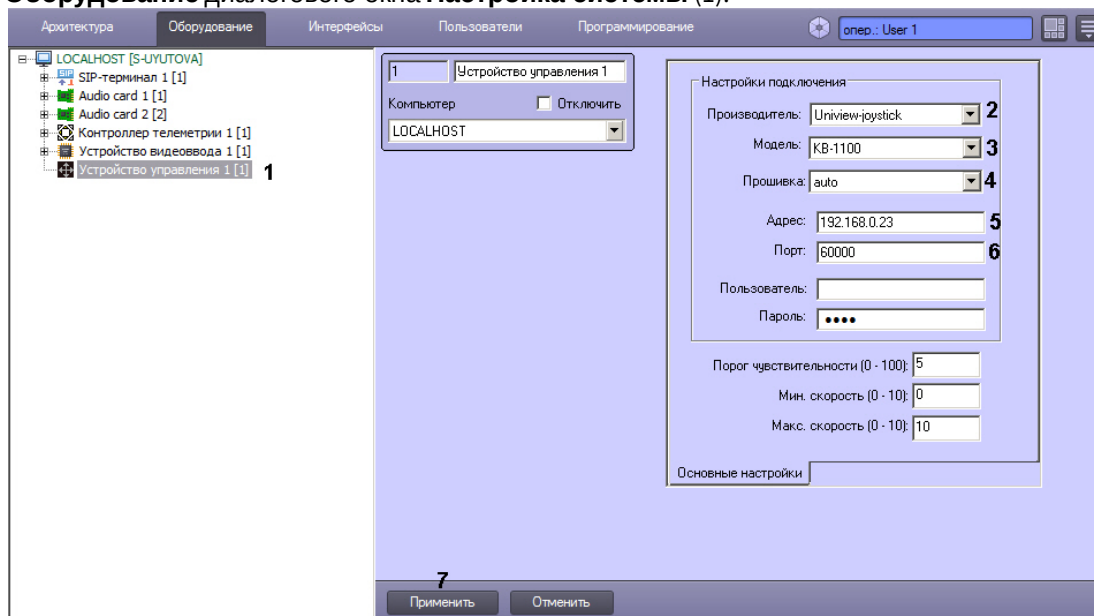 Оборудование диалогового окна Настройка системы (1).
Архитектура Оборудование Интерфейсы Пользователи Программирование опер.: User 1
LOCALHOST [S-UYUTOVA]
SIP-терминал 1 [1]
Audio card 1 [1]
Audio card 2 [2]
Контроллер телеметрии 1 [1]
Устройство видеоввода 1 [1]
Устройство управления 1 [1] 1
1 Устройство управления 1
Компьютер Отключить
LOCALHOST
Настройки подключения
Производитель: Uniview-joystick 2
Модель: KB-1100 3
Прошивка: auto 4
Адрес: 192.168.0.23 5
Порт: 60000 6
Пользователь:
Пароль: ●●●●
Порог чувствительности (0 - 100): 5
Мин. скорость (0 - 10): 0
Макс. скорость (0 - 10): 10
Основные настройки
7
Применить Отменить